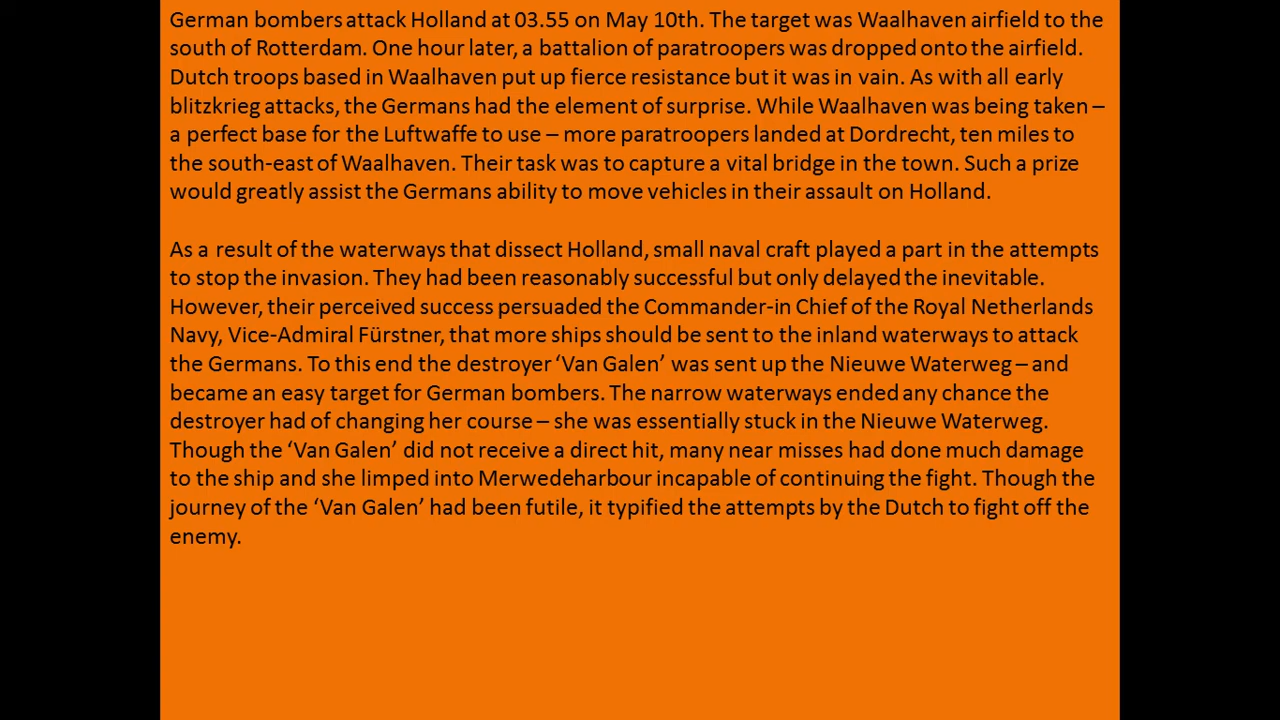 German bombers attack Holland at 03.55 on May 10th. The target was Waalhaven airfield to the
south of Rotterdam. One hour later, a battalion of paratroopers was dropped onto the airfield.
Dutch troops based in Waalhaven put up fierce resistance but it was in vain. As with all early
blitzkrieg attacks, the Germans had the element of surprise. While Waalhaven was being taken –
a perfect base for the Luftwaffe to use – more paratroopers landed at Dordrecht, ten miles to
the south-east of Waalhaven. Their task was to capture a vital bridge in the town. Such a prize
would greatly assist the Germans ability to move vehicles in their assault on Holland.
As a result of the waterways that dissect Holland, small naval craft played a part in the attempts
to stop the invasion. They had been reasonably successful but only delayed the inevitable.
However, their perceived success persuaded the Commander-in Chief of the Royal Netherlands
Navy, Vice-Admiral Fürstner, that more ships should be sent to the inland waterways to attack
the Germans. To this end the destroyer ‘Van Galen’ was sent up the Nieuwe Waterweg – and
became an easy target for German bombers. The narrow waterways ended any chance the
destroyer had of changing her course – she was essentially stuck in the Nieuwe Waterweg.
Though the ‘Van Galen’ did not receive a direct hit, many near misses had done much damage
to the ship and she limped into Merwedeharbour incapable of continuing the fight. Though the
journey of the ‘Van Galen’ had been futile, it typified the attempts by the Dutch to fight off the
enemy.